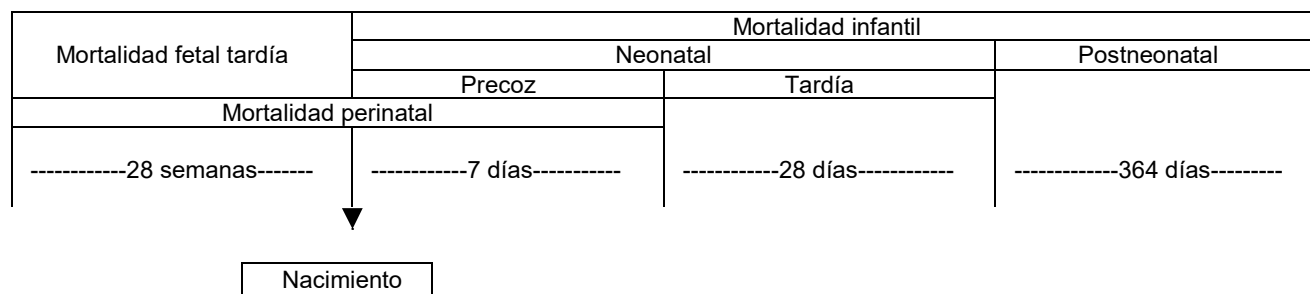 Mortalidad infantil
Mortalidad fetal tardía
Neonatal
Postneonatal
Precoz
Tardía
Mortalidad perinatal
------------28 semanas-------
------------7 días-----------
------------28 días------------
-------------364 días---------
Nacimiento